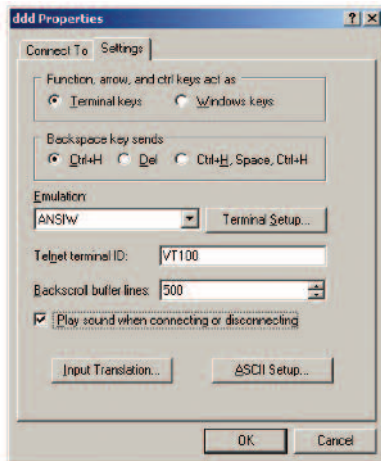 ddd Properties
Connect To Settings
Function, arrow, and ctrl keys act as
Terminal keys Windows keys
Backspace key sends
Ctrl+H Del Ctrl+H, Space, Ctrl+H
Emulation:
ANSIW Terminal Setup...
Telnet terminal ID: VT100
Backscroll buffer lines: 500
Play sound when connecting or disconnecting
Input Translation... ASCII Setup...
OK Cancel